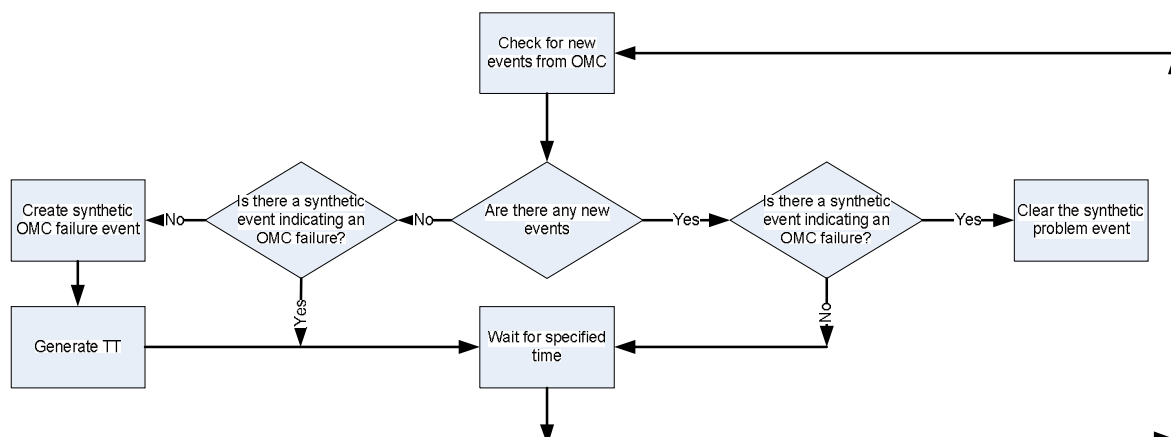 Check for new
events from OMC
Is there a synthetic
event indicating an
OMC failure?
Is there a synthetic
event indicating an
OMC failure?
Create synthetic
OMC failure event
No
No
Are there any new
events
Yes
Yes
Clear the synthetic
problem event
Yes
No
Generate TT
Wait for specified
time